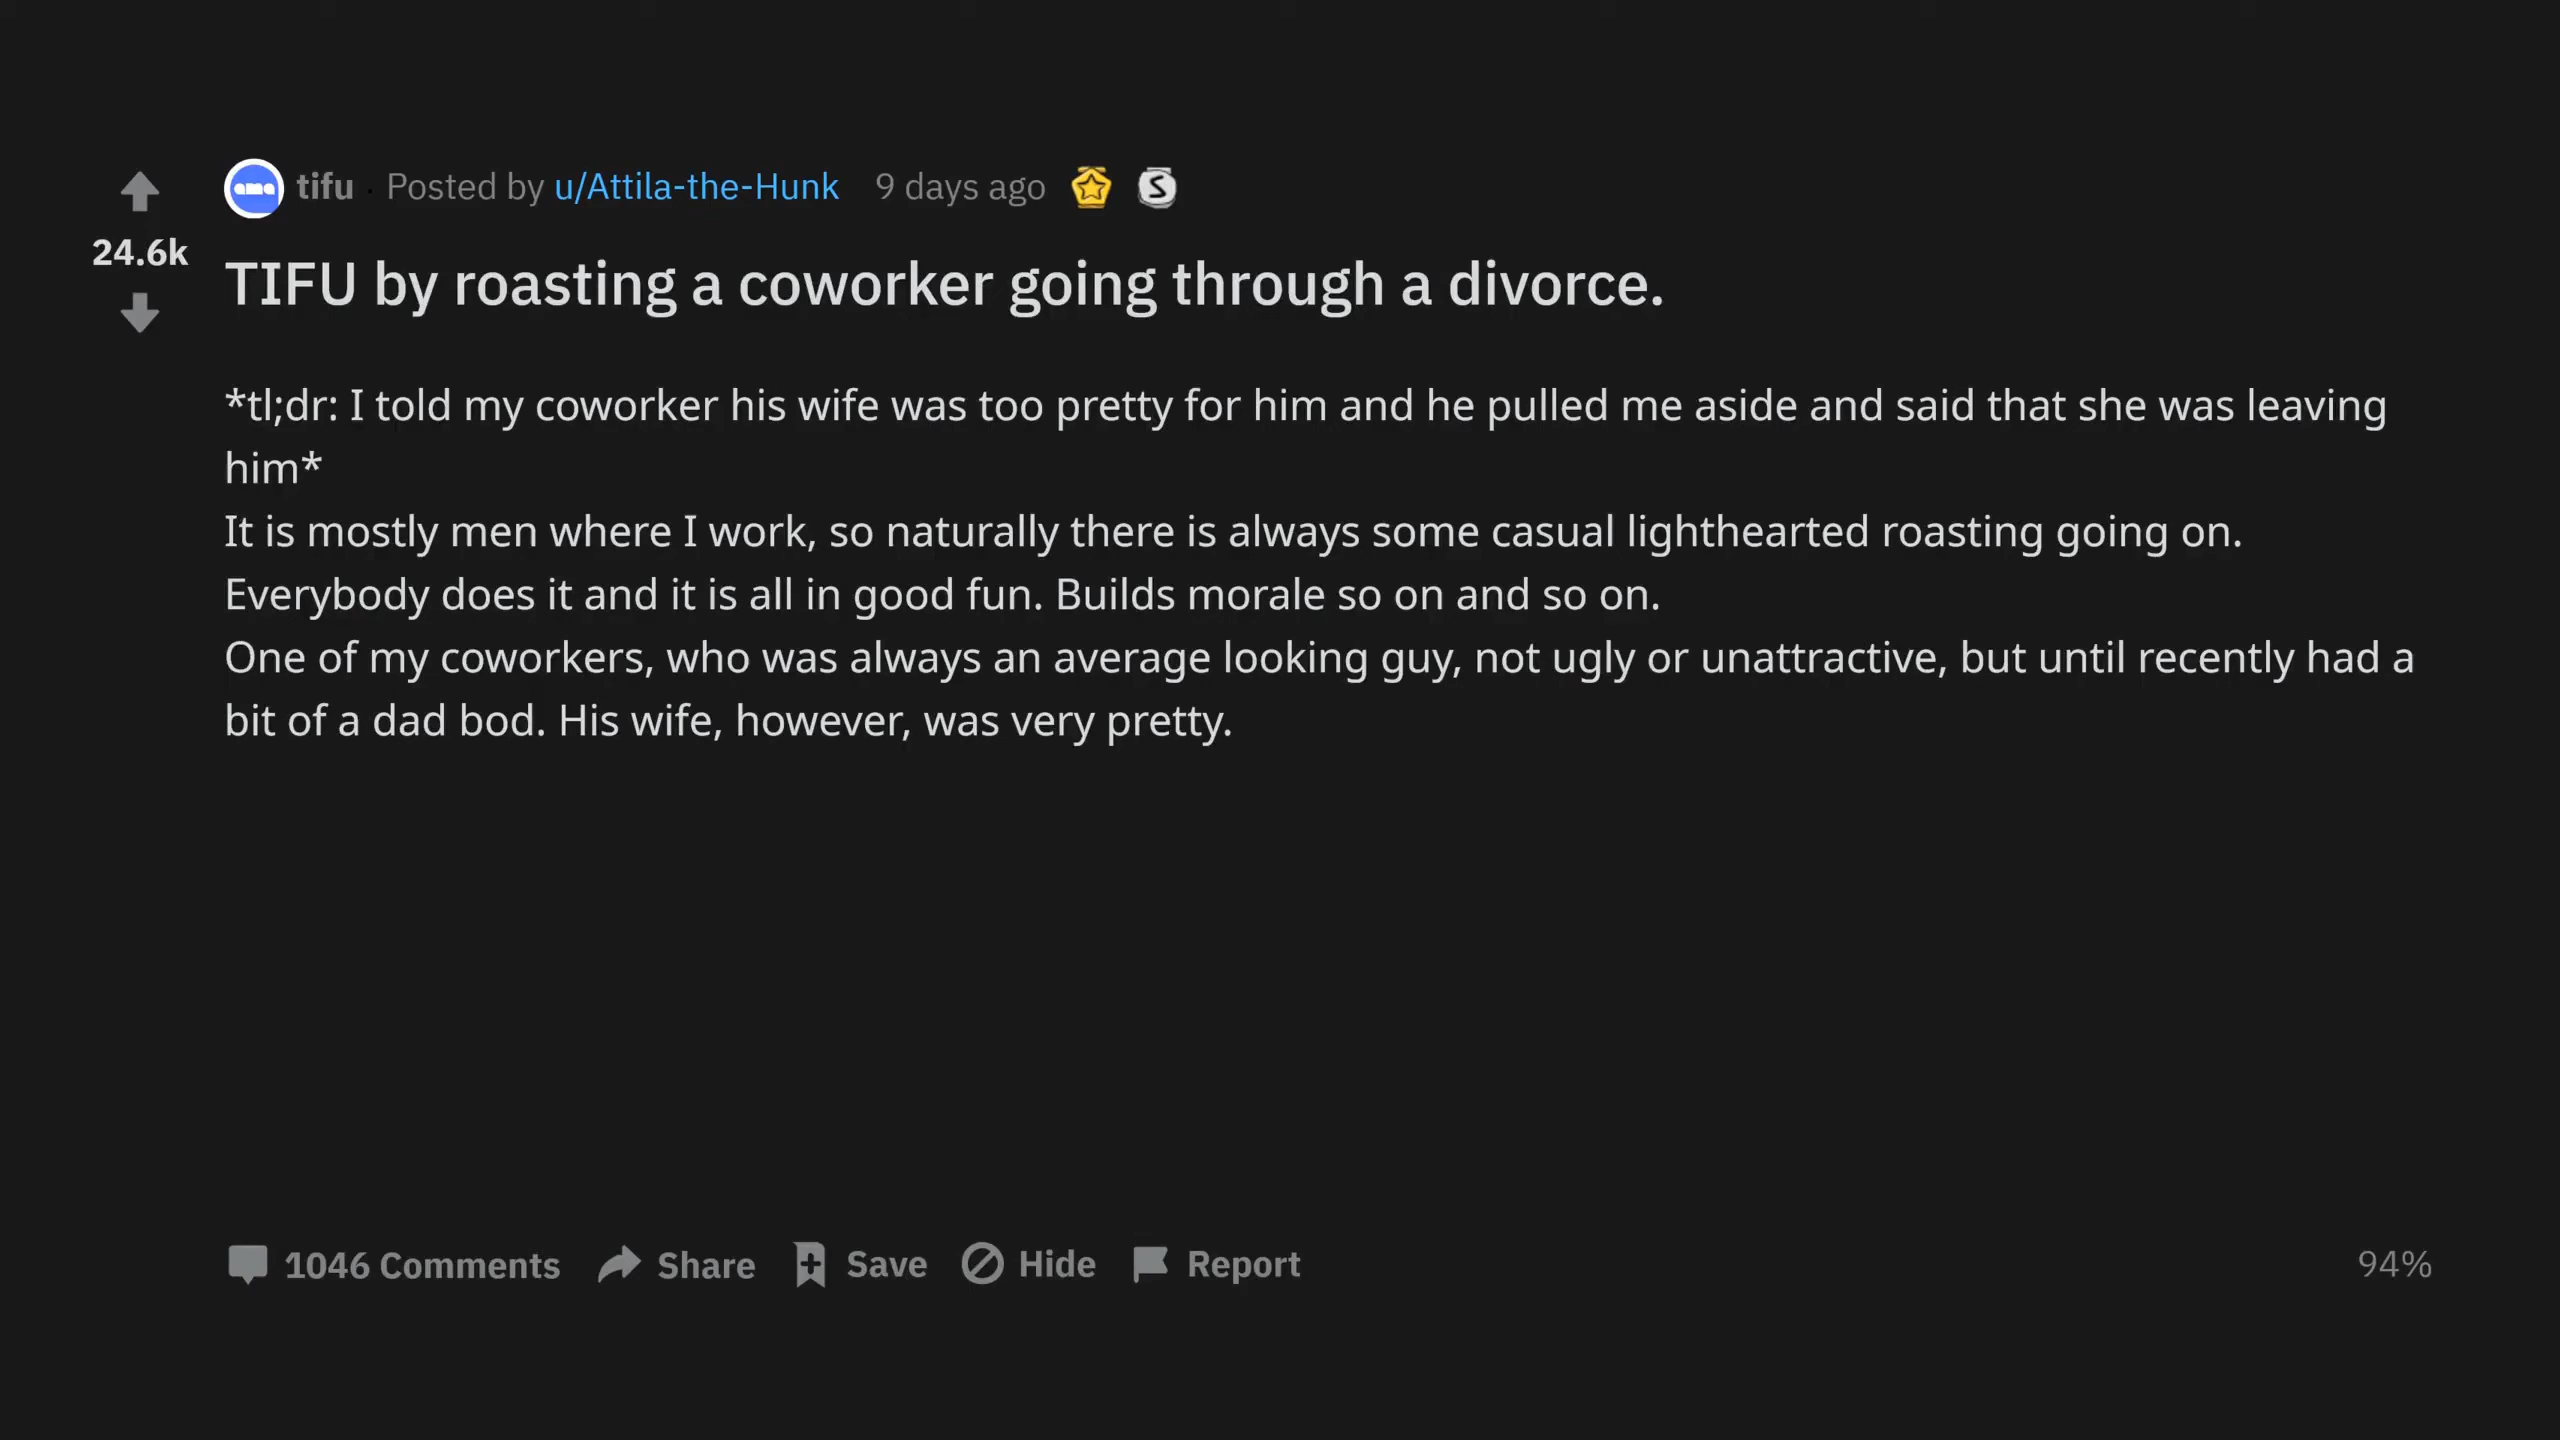 ama tifu · Posted by u/Attila-the-Hunk 9 days ago S
24.6k
TIFU by roasting a coworker going through a divorce.
*tl;dr: I told my coworker his wife was too pretty for him and he pulled me aside and said that she was leaving
him*
It is mostly men where I work, so naturally there is always some casual lighthearted roasting going on.
Everybody does it and it is all in good fun. Builds morale so on and so on.
One of my coworkers, who was always an average looking guy, not ugly or unattractive, but until recently had a
bit of a dad bod. His wife, however, was very pretty.
1046 Comments Share Save Hide Report 94%